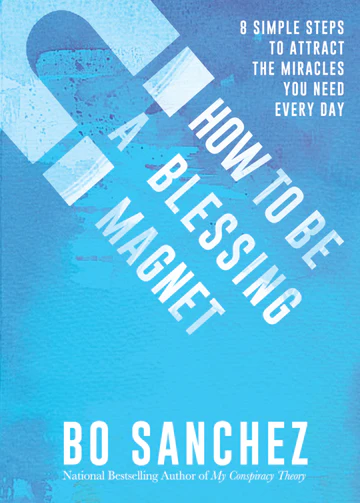 8 SIMPLE STEPS
TO ATTRACT
THE MIRACLES
YOU NEED
EVERY DAY
HOW TO BE
A BLESSING
MAGNET
BO SANCHEZ
National Bestselling Author of My Conspiracy Theory